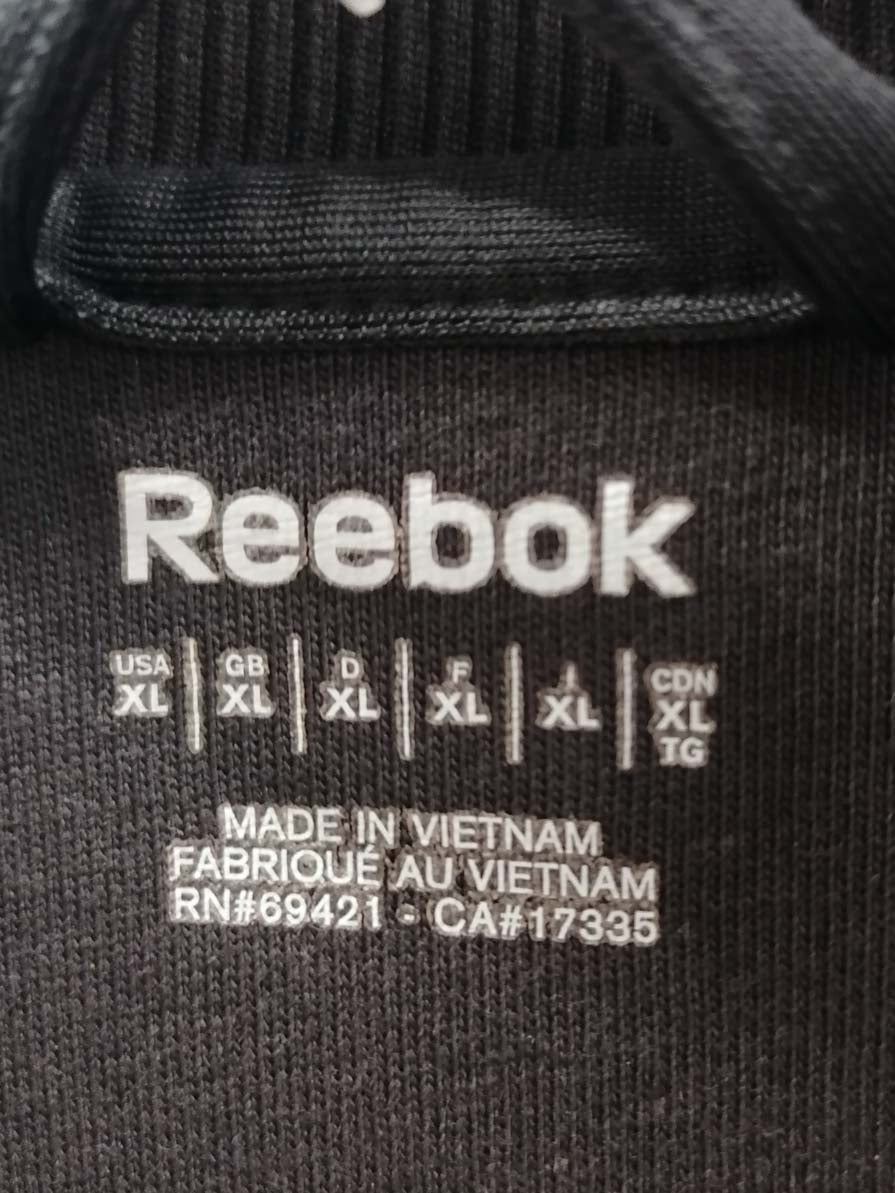 Reebok
USA | GB | D | F | I | CDN
XL | XL | XL | XL | XL | XL
TG
MADE IN VIETNAM
FABRIQUÉ AU VIETNAM
RN#69421 - CA#17335